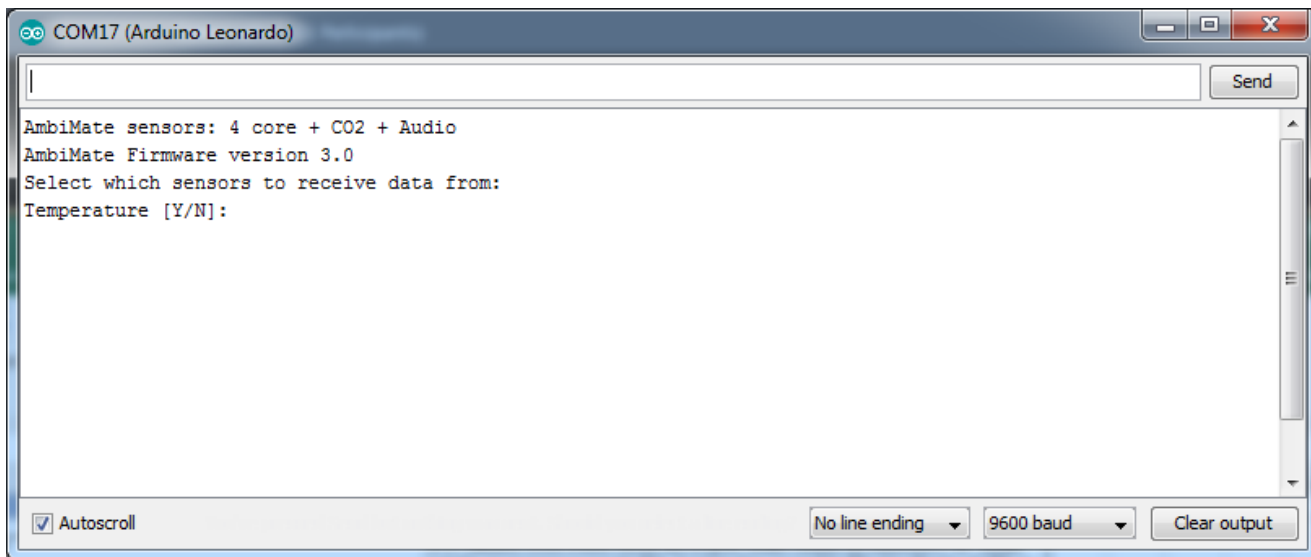 COM17 (Arduino Leonardo)
Send
AmbiMate sensors: 4 core + CO2 + Audio
AmbiMate Firmware version 3.0
Select which sensors to receive data from:
Temperature [Y/N]:
Autoscroll
No line ending
9600 baud
Clear output